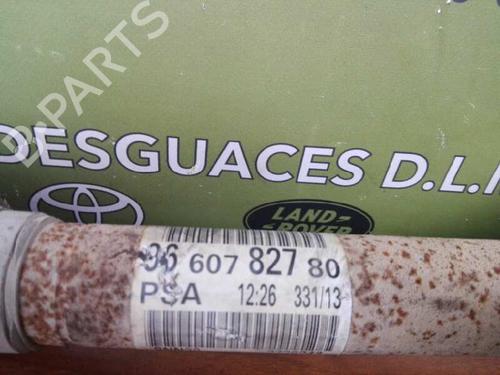 B-PARTS
DESGUACES D.L.
LAND-
ROVER
96 607 827 80
PSA 12:26 331/13